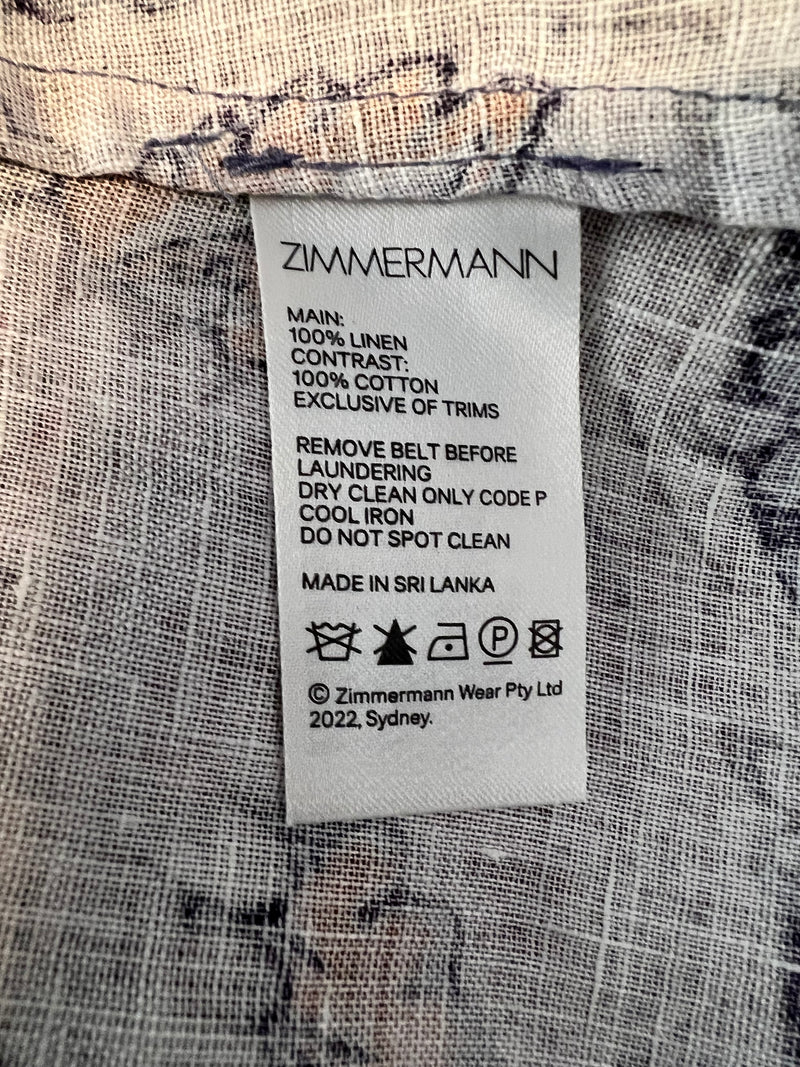 ZIMMERMANN
MAIN:
100% LINEN
CONTRAST:
100% COTTON
EXCLUSIVE OF TRIMS
REMOVE BELT BEFORE
LAUNDERING
DRY CLEAN ONLY CODE P
COOL IRON
DO NOT SPOT CLEAN
MADE IN SRI LANKA
P
© Zimmermann Wear Pty Ltd
2022, Sydney.